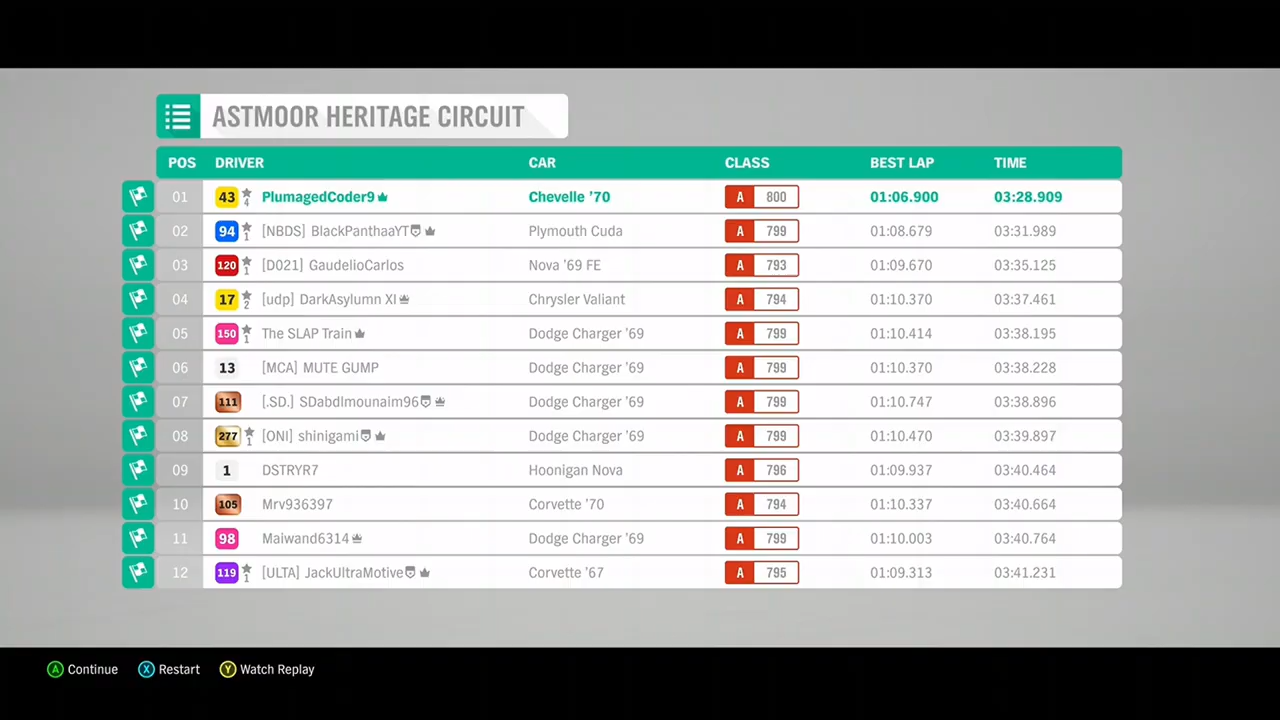 ASTMOOR HERITAGE CIRCUIT
POS DRIVER CAR CLASS BEST LAP TIME
01 43 4 PlumagedCoder9 Chevelle '70 A 800 01:06.900 03:28.909
02 94 1 [NBDS] BlackPanthaaYT Plymouth Cuda A 799 01:08.679 03:31.989
03 120 1 [D021] GaudelioCarlos Nova '69 FE A 793 01:09.670 03:35.125
04 17 2 [udp] DarkAsylumn XI Chrysler Valiant A 794 01:10.370 03:37.461
05 150 1 The SLAP Train Dodge Charger '69 A 799 01:10.414 03:38.195
06 13 [MCA] MUTE GUMP Dodge Charger '69 A 799 01:10.370 03:38.228
07 111 [.SD.] SDabdlmounaim96 Dodge Charger '69 A 799 01:10.747 03:38.896
08 277 1 [ONI] shinigami Dodge Charger '69 A 799 01:10.470 03:39.897
09 1 DSTRYR7 Hoonigan Nova A 796 01:09.937 03:40.464
10 105 Mrv936397 Corvette '70 A 794 01:10.337 03:40.664
11 98 Maiwand6314 Dodge Charger '69 A 799 01:10.003 03:40.764
12 119 1 [ULTA] JackUltraMotive Corvette '67 A 795 01:09.313 03:41.231
A Continue X Restart Y Watch Replay